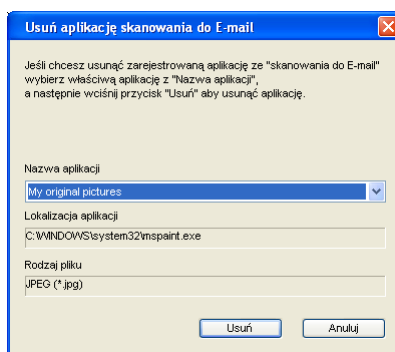 Usuń aplikację skanowania do E-mail
Jeśli chcesz usunąć zarejestrowaną aplikację ze "skanowania do E-mail"
wybierz właściwą aplikację z "Nazwa aplikacji",
a następnie wciśnij przycisk "Usuń" aby usunąć aplikację.
Nazwa aplikacji
My original pictures
Lokalizacja aplikacji
C:\WINDOWS\system32\mspaint.exe
Rodzaj pliku
JPEG (*.jpg)
Usuń Anuluj